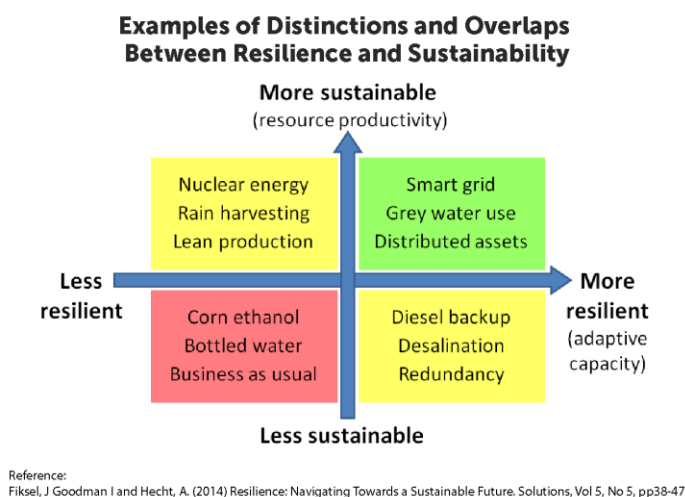 Examples of Distinctions and Overlaps
Between Resilience and Sustainability
More sustainable
(resource productivity)
Nuclear energy
Rain harvesting
Lean production
Smart grid
Grey water use
Distributed assets
Less
resilient
More
resilient
(adaptive
capacity)
Corn ethanol
Bottled water
Business as usual
Diesel backup
Desalination
Redundancy
Less sustainable
Reference:
Fiksel, J Goodman I and Hecht, A. (2014) Resilience: Navigating Towards a Sustainable Future. Solutions, Vol 5, No 5, pp38-47